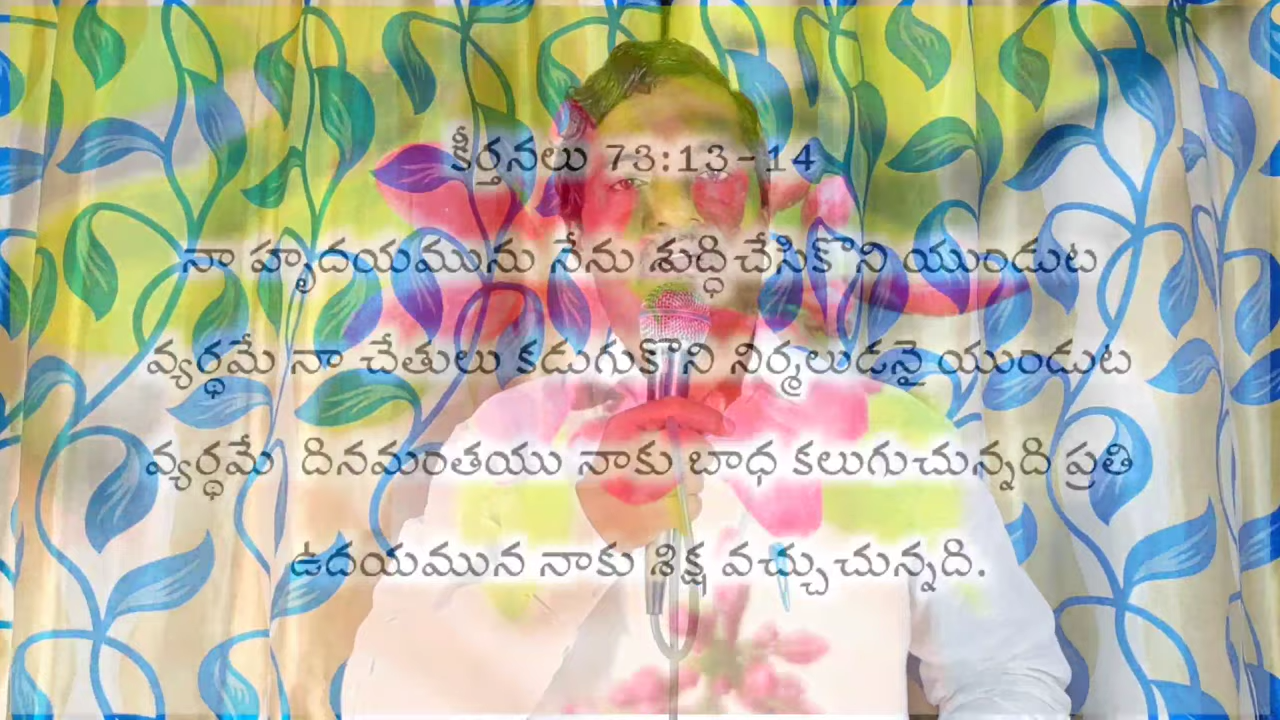 కీర్తనలు 73:13-14
నా హృదయమును నేను శుద్ధిచేసికొని యుండుట
వ్యర్థమే నా చేతులు కడుగుకొని నిర్మలుడనై యుండుట
వ్యర్థమే దినమంతయు నాకు బాధ కలుగుచున్నది ప్రతి
ఉదయమున నాకు శిక్ష వచ్చుచున్నది.